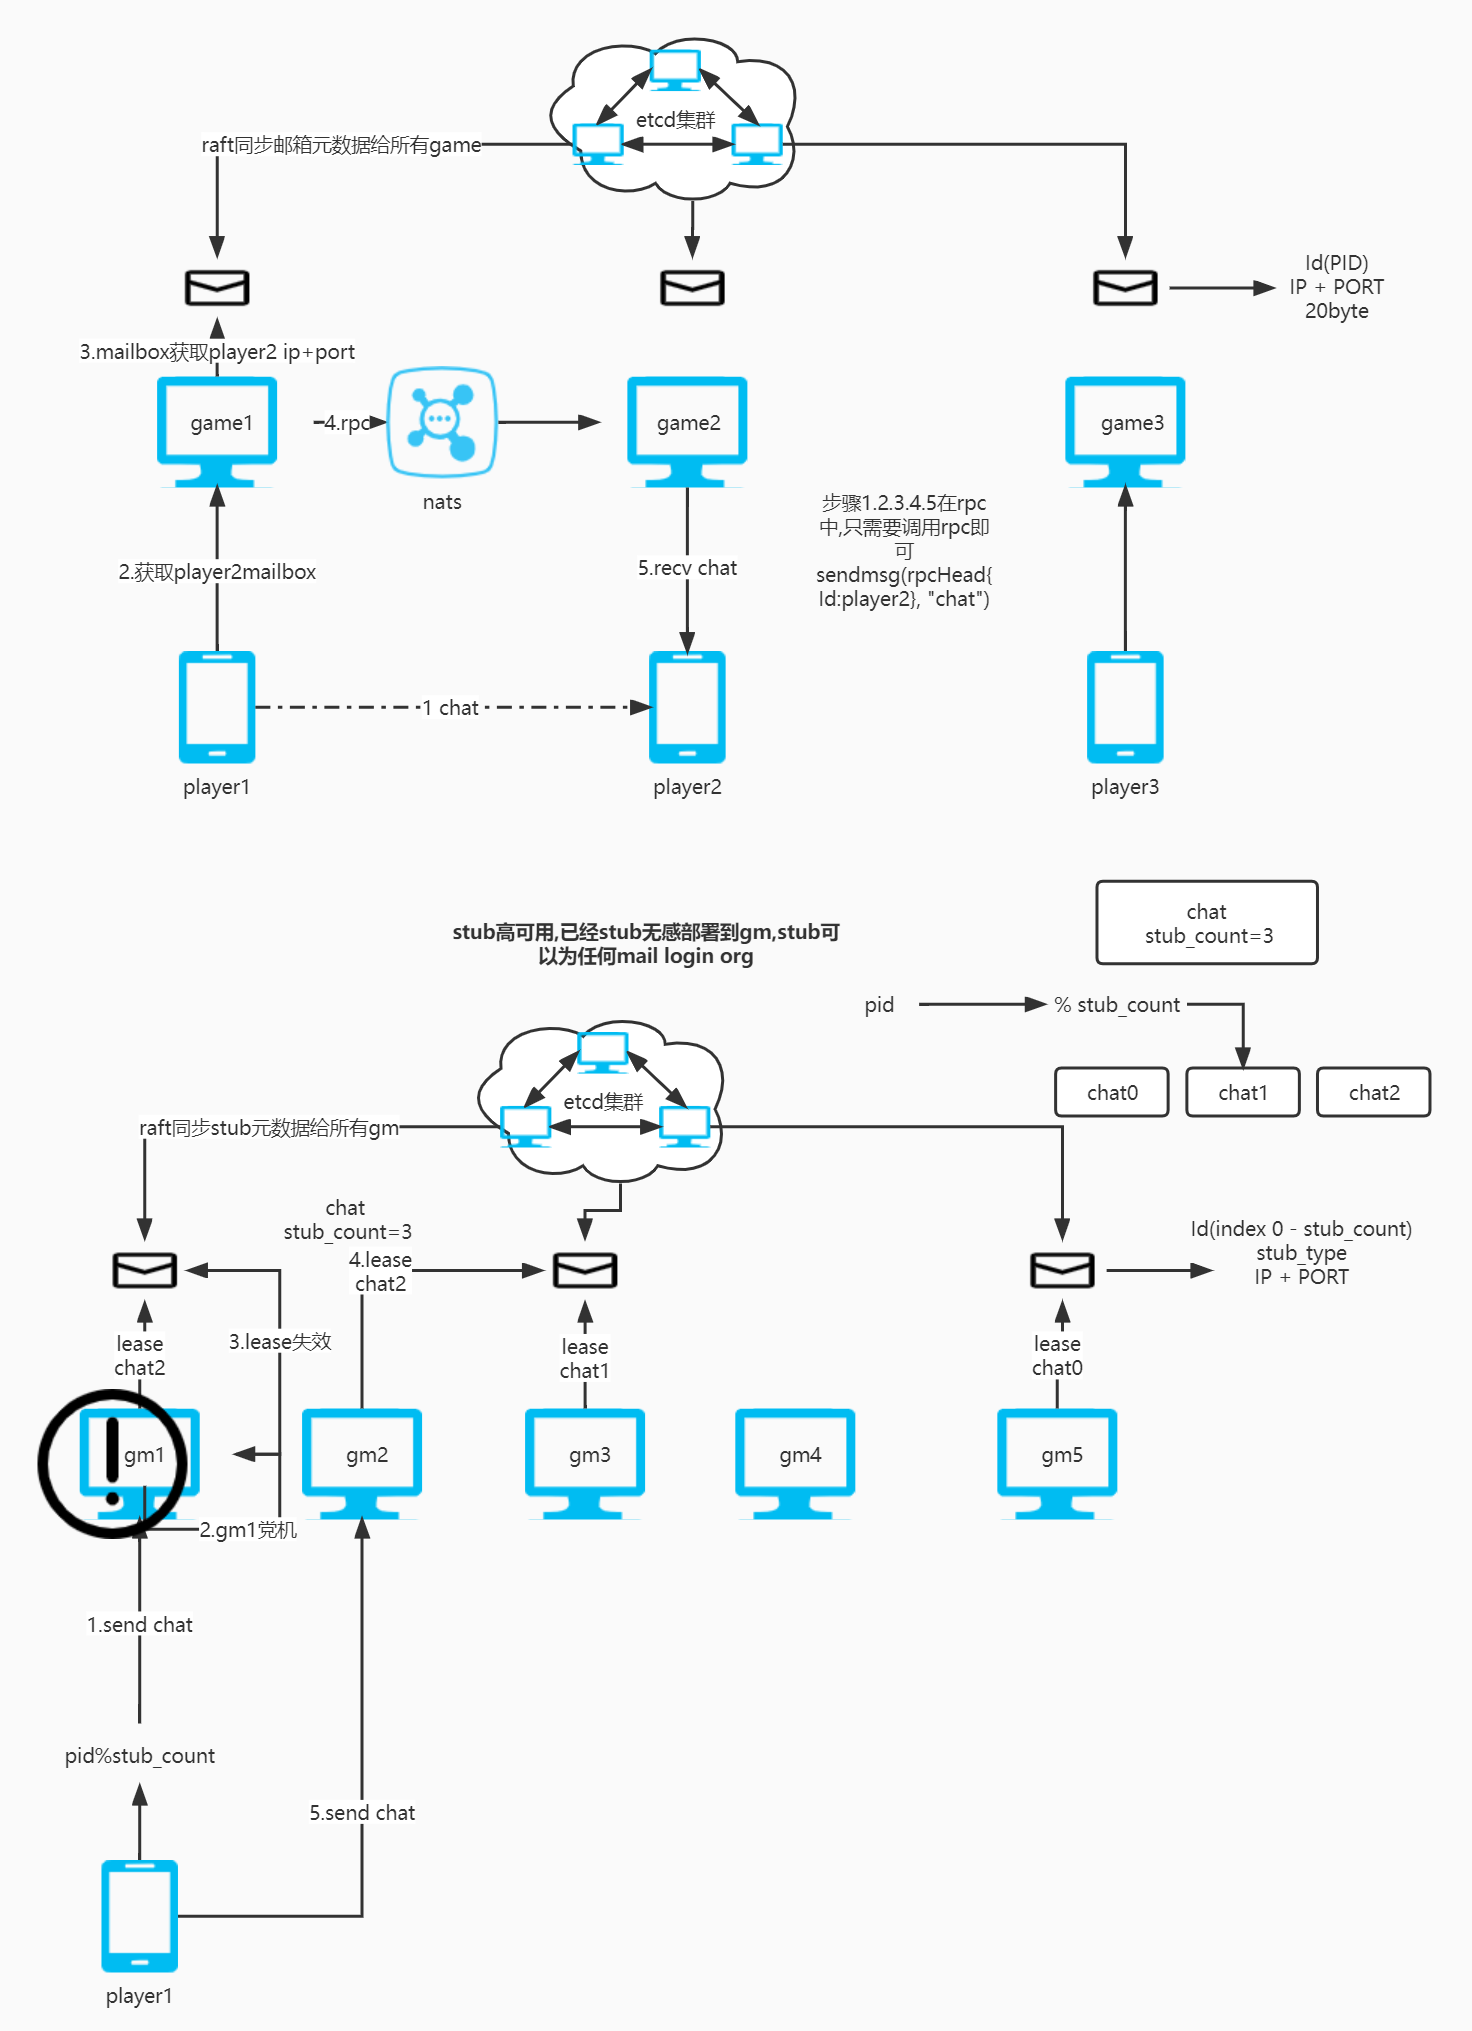 etcd集群
raft同步邮箱元数据给所有game
Id(PID)
IP + PORT
20byte
3.mailbox获取player2 ip+port
game1
4.rpc
nats
game2
game3
步骤1.2.3.4.5在rpc
中,只需要调用rpc即
可
sendmsg(rpcHead{
Id:player2}, "chat")
2.获取player2mailbox
5.recv chat
1 chat
player1
player2
player3
chat
stub_count=3
stub高可用,已经stub无感部署到gm,stub可
以为任何mail login org
pid
% stub_count
chat0
chat1
chat2
etcd集群
raft同步stub元数据给所有gm
chat
stub_count=3
4.lease
chat2
Id(index 0 - stub_count)
stub_type
IP + PORT
lease
chat2
3.lease失效
lease
chat1
lease
chat0
gm1
gm2
gm3
gm4
gm5
2.gm1党机
1.send chat
pid%stub_count
5.send chat
player1